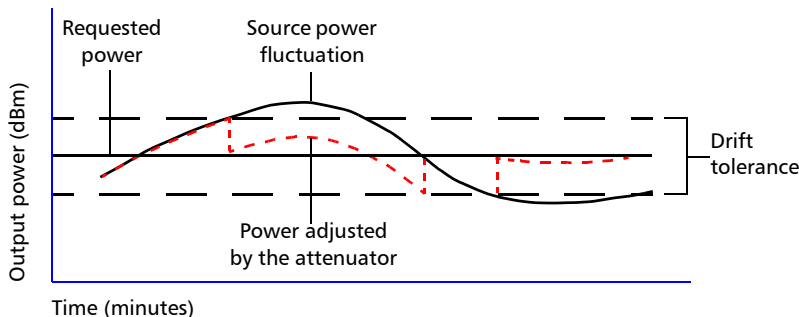 Requested
power
Source power
fluctuation
Output power (dBm)
Drift
tolerance
Power adjusted
by the attenuator
Time (minutes)